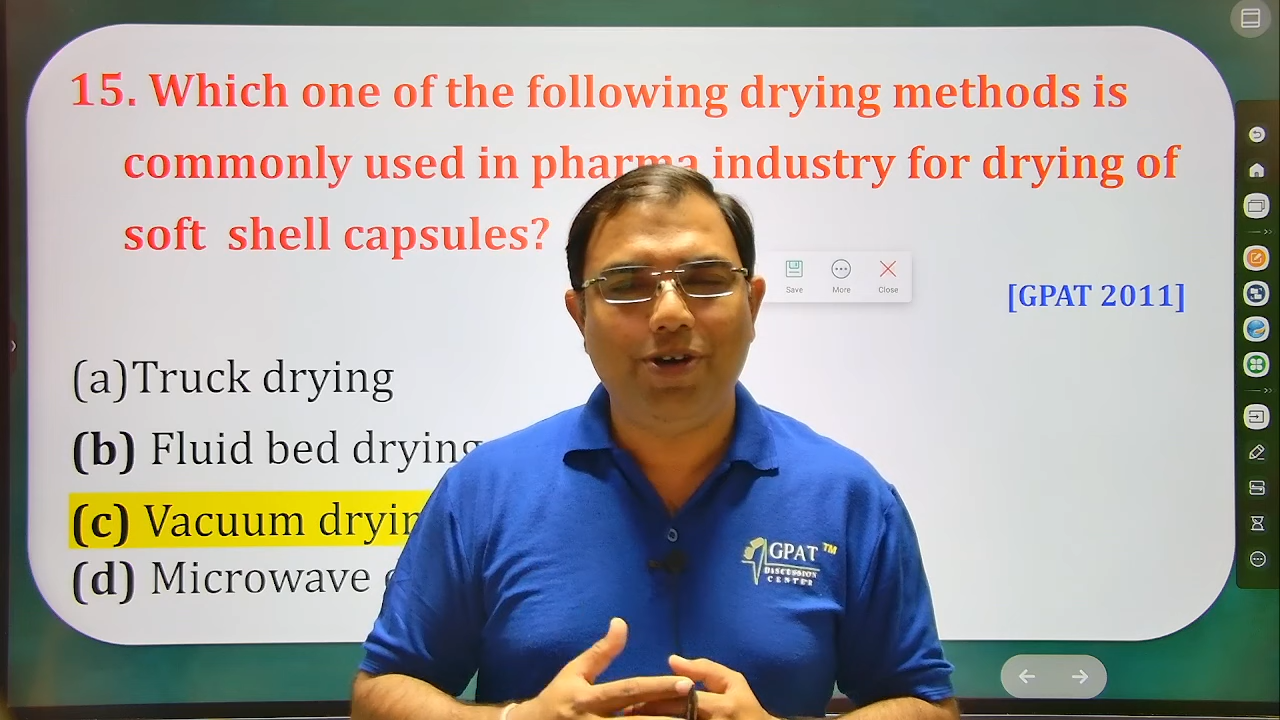 15. Which one of the following drying methods is
commonly used in pharma industry for drying of
soft shell capsules?
Save More Close
[GPAT 2011]
(a)Truck drying
(b) Fluid bed drying
(c) Vacuum
(d) Microwave
GPAT TM
DISCUSSION
CENTER